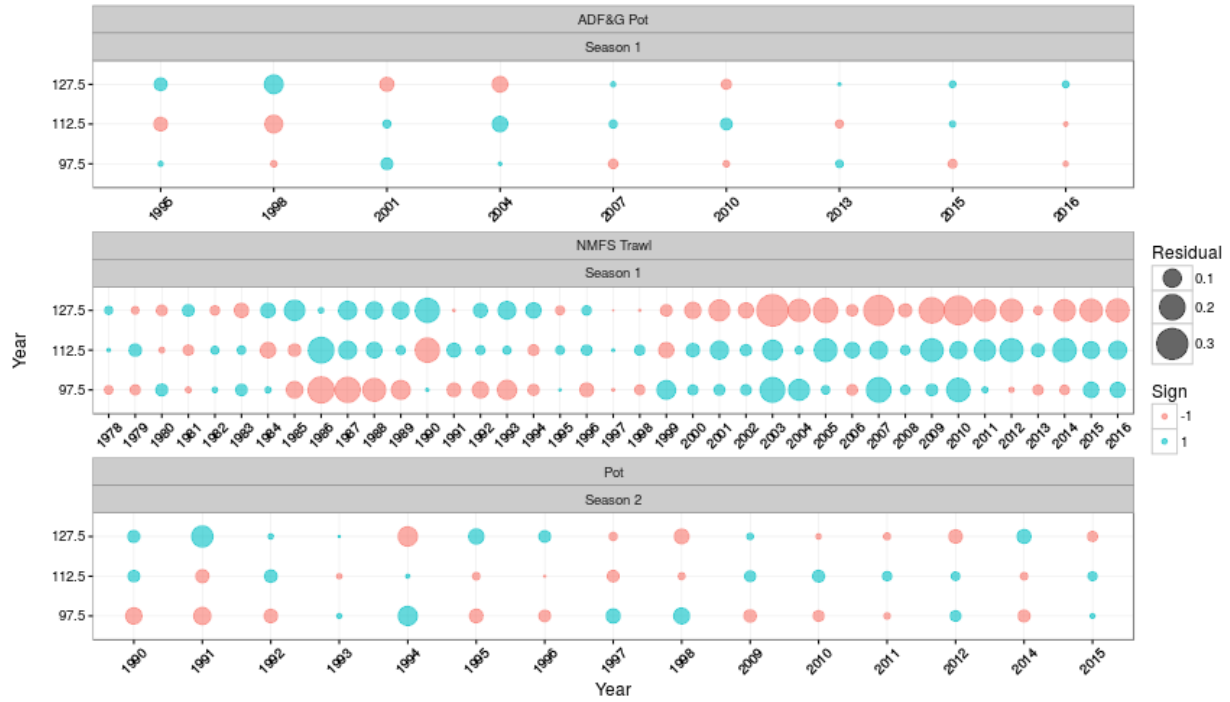 ADF&G Pot
Season 1
127.5
112.5
97.5
1995 1998 2001 2004 2007 2010 2013 2015 2016
NMFS Trawl
Season 1
127.5
112.5
97.5
1978 1979 1980 1981 1982 1983 1984 1985 1986 1987 1988 1989 1990 1991 1992 1993 1994 1995 1996 1997 1998 1999 2000 2001 2002 2003 2004 2005 2006 2007 2008 2009 2010 2011 2012 2013 2014 2015 2016
Pot
Season 2
127.5
112.5
97.5
1990 1991 1992 1993 1994 1995 1996 1997 1998 2009 2010 2011 2012 2014 2015
Year
Year
Residual
0.1
0.2
0.3
Sign
-1
1